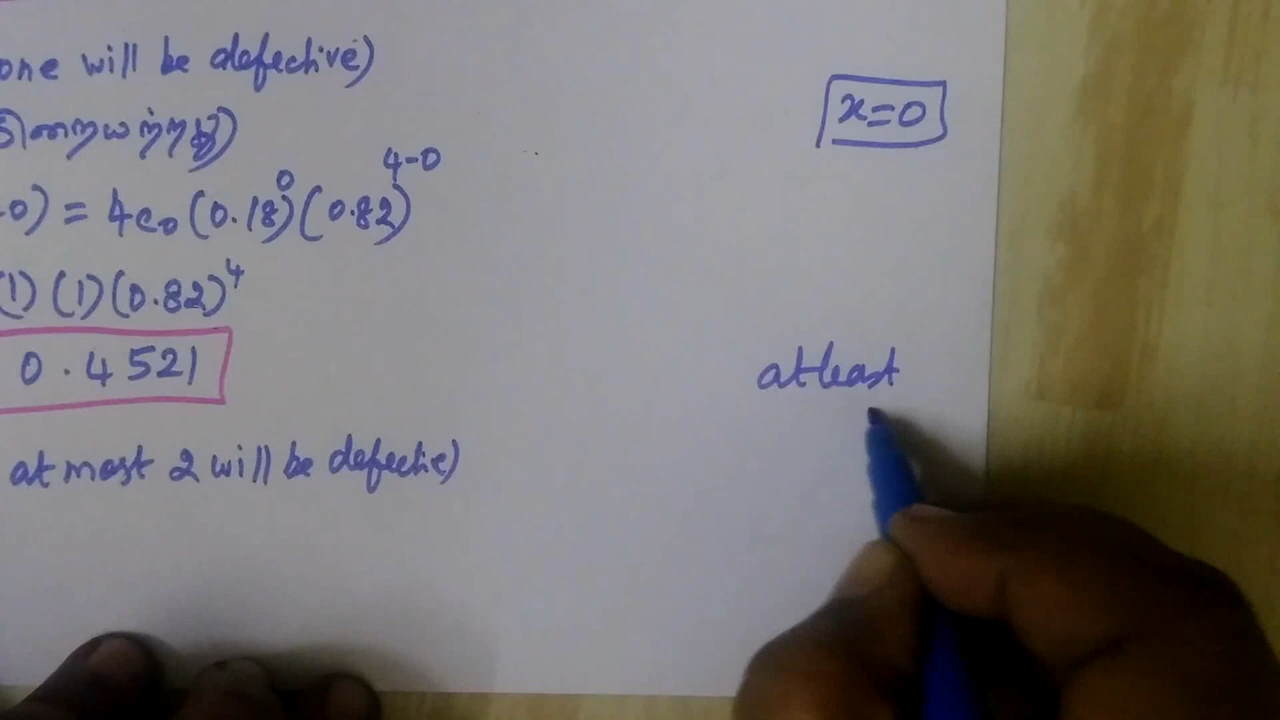 one will be defective)
x=0
-0) = 4c₀ (0.18)⁰ (0.82)⁴⁻⁰
(1) (1) (0.82)⁴
0.4521
atleast
at most 2 will be defectie)